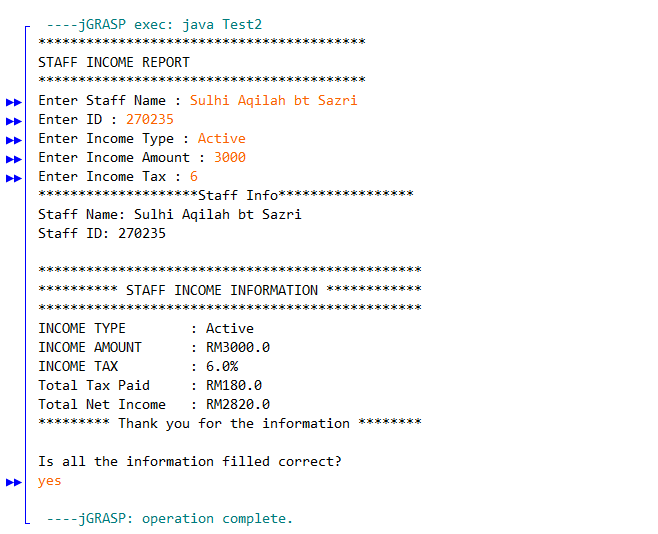 ----jGRASP exec: java Test2
*****************************************
STAFF INCOME REPORT
*****************************************
Enter Staff Name : Sulhi Aqilah bt Sazri
Enter ID : 270235
Enter Income Type : Active
Enter Income Amount : 3000
Enter Income Tax : 6
********************Staff Info*****************
Staff Name: Sulhi Aqilah bt Sazri
Staff ID: 270235
************************************************
********** STAFF INCOME INFORMATION ************
************************************************
INCOME TYPE        : Active
INCOME AMOUNT      : RM3000.0
INCOME TAX         : 6.0%
Total Tax Paid     : RM180.0
Total Net Income   : RM2820.0
********* Thank you for the information ********
Is all the information filled correct?
yes
----jGRASP: operation complete.